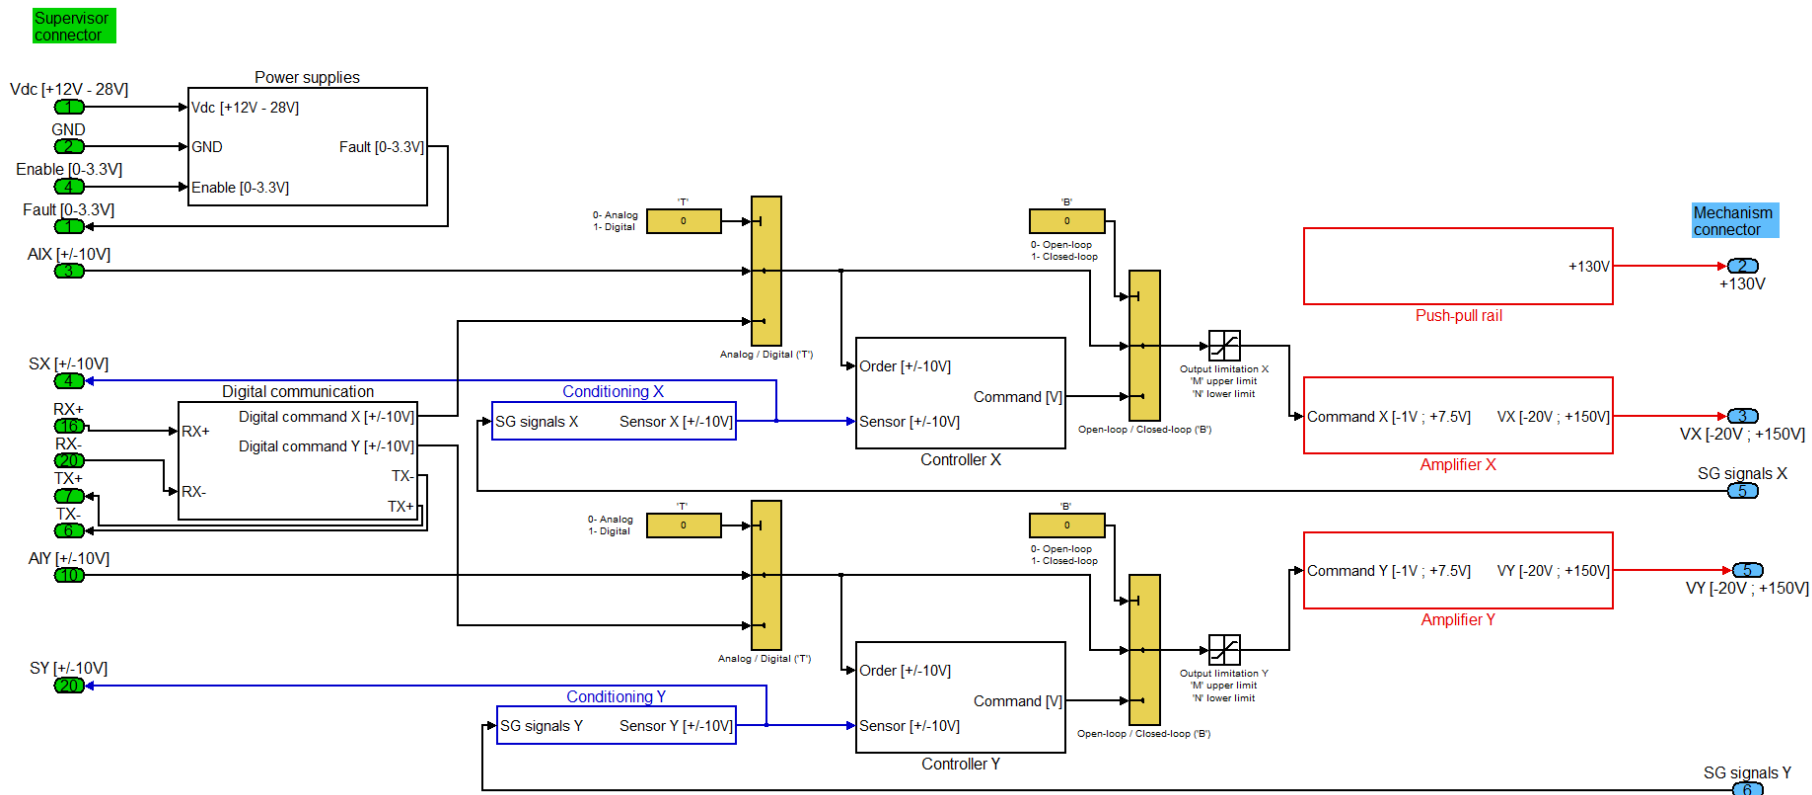 Supervisor
connector
Power supplies
Vdc [+12V - 28V]
1
Vdc [+12V - 28V]
GND
2
GND
Fault [0-3.3V]
Enable [0-3.3V]
4
Enable [0-3.3V]
Fault [0-3.3V]
1
AIX [+/-10V]
3
'T'
0- Analog
1- Digital
0
Analog / Digital ('T')
'B'
0
0- Open-loop
1- Closed-loop
Mechanism
connector
+130V
2
+130V
Push-pull rail
SX [+/-10V]
4
Digital communication
RX+
16
RX-
20
TX+
7
TX-
6
RX+
RX-
Digital command X [+/-10V]
Digital command Y [+/-10V]
TX-
TX+
Conditioning X
SG signals X
Sensor X [+/-10V]
Order [+/-10V]
Command [V]
Sensor [+/-10V]
Controller X
Open-loop / Closed-loop ('B')
Output limitation X
'M' upper limit
'N' lower limit
Command X [-1V ; +7.5V]
VX [-20V ; +150V]
Amplifier X
3
VX [-20V ; +150V]
SG signals X
5
AIY [+/-10V]
10
'T'
0- Analog
1- Digital
0
Analog / Digital ('T')
'B'
0
0- Open-loop
1- Closed-loop
Command Y [-1V ; +7.5V]
VY [-20V ; +150V]
Amplifier Y
5
VY [-20V ; +150V]
SY [+/-10V]
20
Conditioning Y
SG signals Y
Sensor Y [+/-10V]
Order [+/-10V]
Command [V]
Sensor [+/-10V]
Controller Y
Open-loop / Closed-loop ('B')
Output limitation Y
'M' upper limit
'N' lower limit
SG signals Y
6